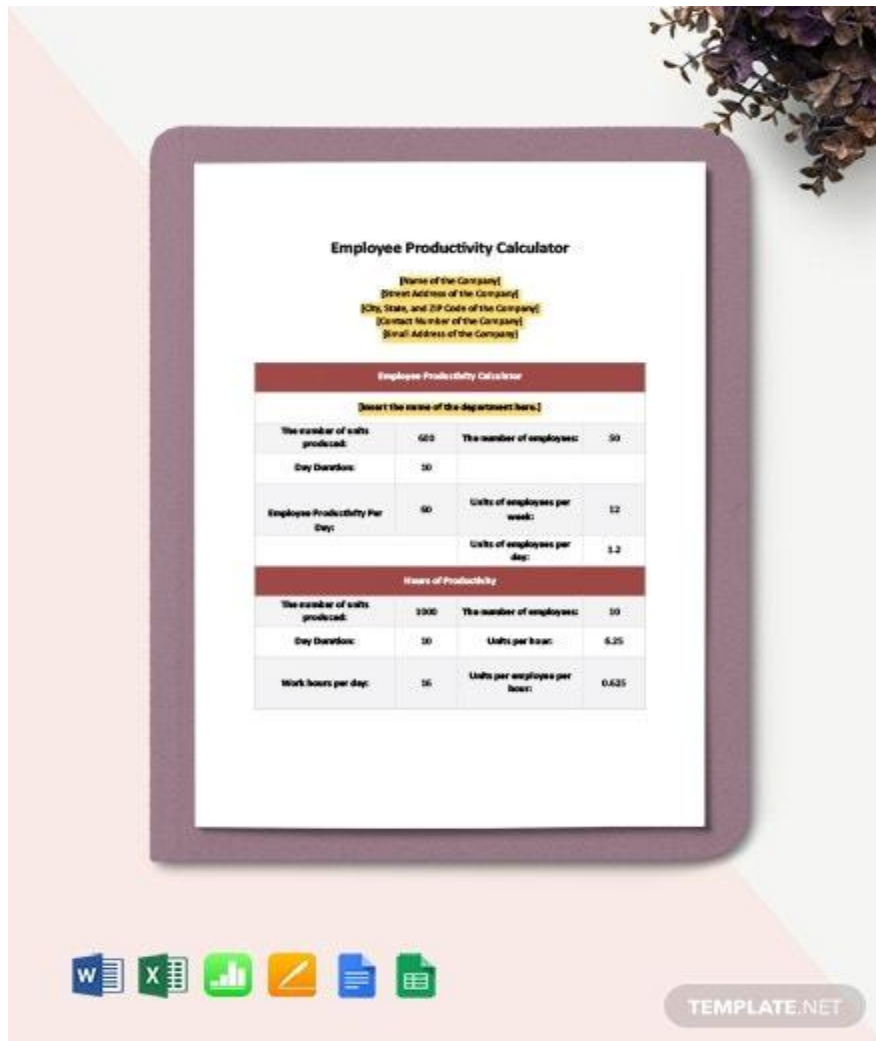 Employee Productivity Calculator
[Name of the Company]
[Street Address of the Company]
[City, State, and ZIP Code of the Company]
[Contact Number of the Company]
[Email Address of the Company]
Employee Productivity Calculator
[Insert the name of the department here.]
The number of units
produced: 600 The number of employees: 50
Day Duration: 10
Employee Productivity Per
Day: 60 Units of employees per
week: 12
Units of employees per
day: 1.2
Hours of Productivity
The number of units
produced: 1000 The number of employees: 10
Day Duration: 10 Units per hour: 6.25
Work hours per day: 16 Units per employee per
hour: 0.625
W X
TEMPLATE.NET